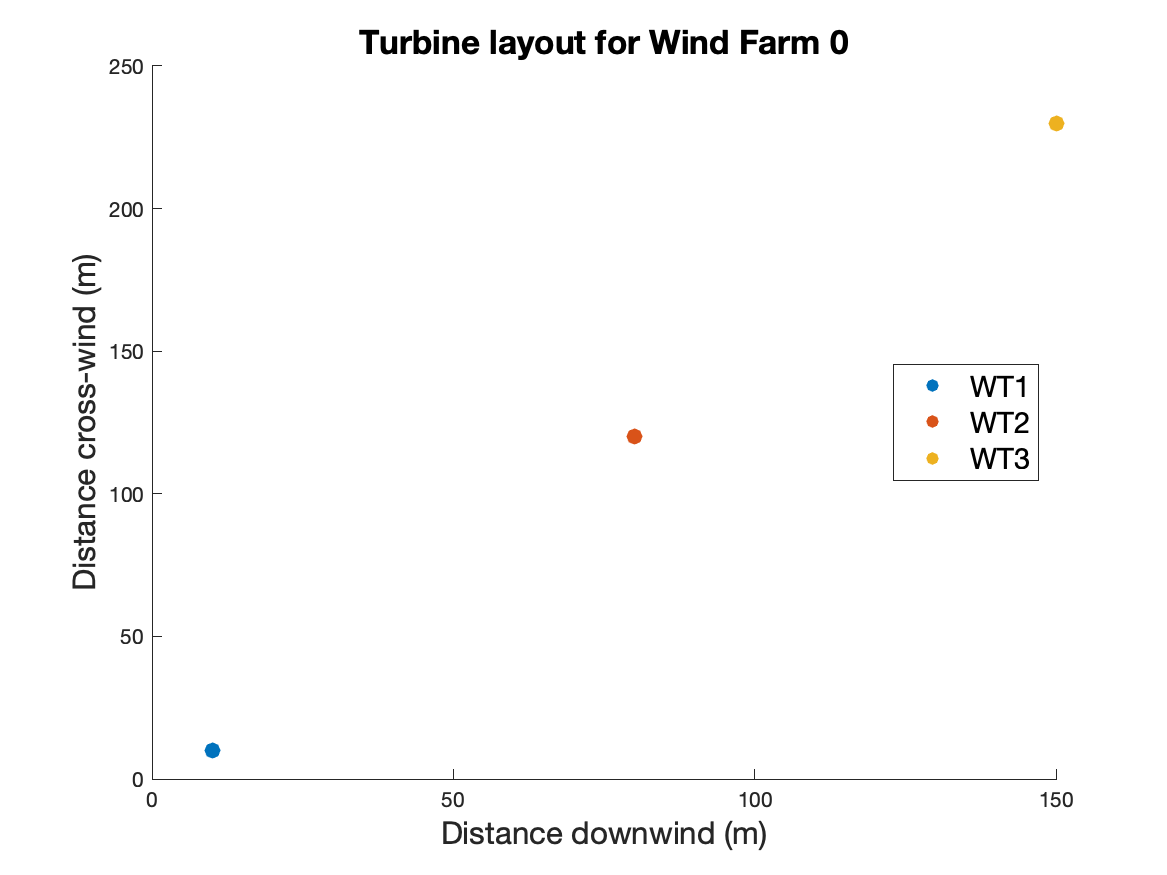 Turbine layout for Wind Farm 0
250
200
150
100
50
0
Distance cross-wind (m)
WT1
WT2
WT3
0
50
100
150
Distance downwind (m)